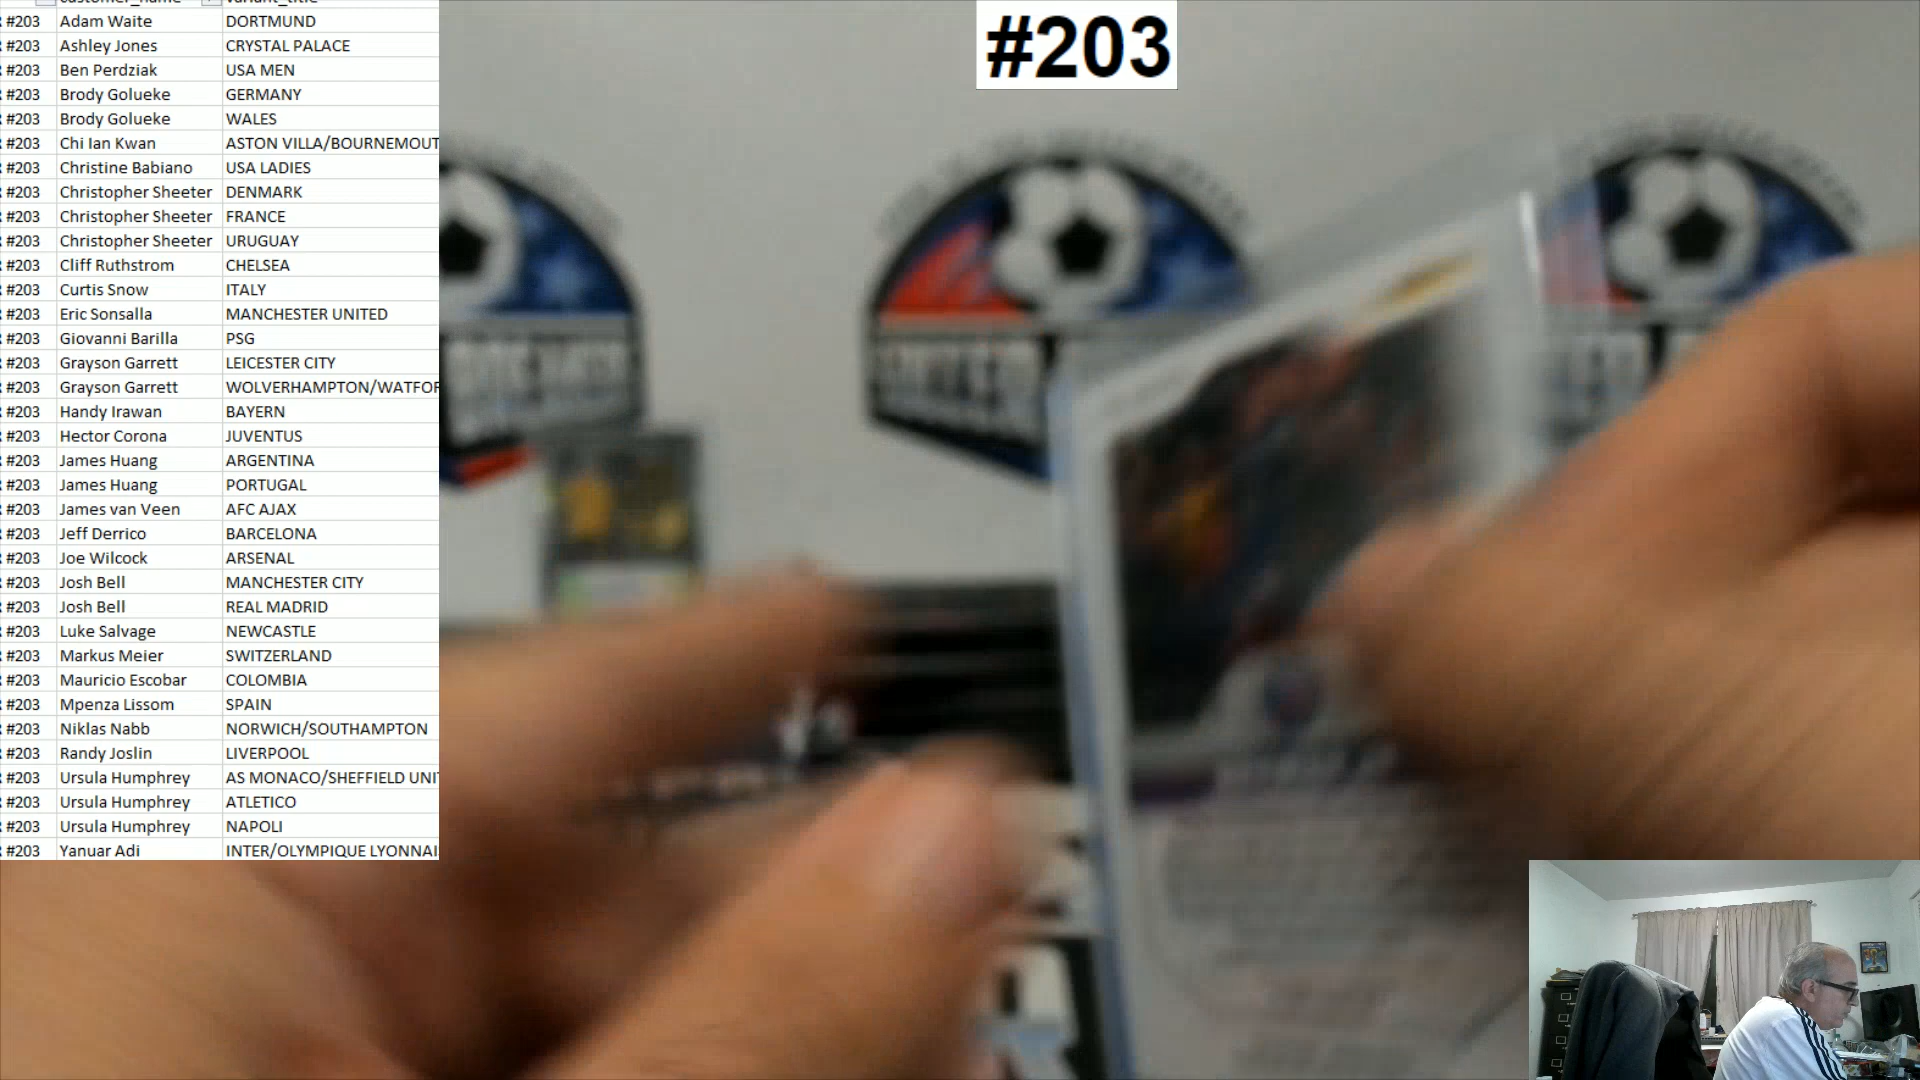 #203
customer_name variant_title
#203 Adam Waite DORTMUND
#203 Ashley Jones CRYSTAL PALACE
#203 Ben Perdziak USA MEN
#203 Brody Golueke GERMANY
#203 Brody Golueke WALES
#203 Chi Ian Kwan ASTON VILLA/BOURNEMOUT
#203 Christine Babiano USA LADIES
#203 Christopher Sheeter DENMARK
#203 Christopher Sheeter FRANCE
#203 Christopher Sheeter URUGUAY
#203 Cliff Ruthstrom CHELSEA
#203 Curtis Snow ITALY
#203 Eric Sonsalla MANCHESTER UNITED
#203 Giovanni Barilla PSG
#203 Grayson Garrett LEICESTER CITY
#203 Grayson Garrett WOLVERHAMPTON/WATFOR
#203 Handy Irawan BAYERN
#203 Hector Corona JUVENTUS
#203 James Huang ARGENTINA
#203 James Huang PORTUGAL
#203 James van Veen AFC AJAX
#203 Jeff Derrico BARCELONA
#203 Joe Wilcock ARSENAL
#203 Josh Bell MANCHESTER CITY
#203 Josh Bell REAL MADRID
#203 Luke Salvage NEWCASTLE
#203 Markus Meier SWITZERLAND
#203 Mauricio Escobar COLOMBIA
#203 Mpenza Lissom SPAIN
#203 Niklas Nabb NORWICH/SOUTHAMPTON
#203 Randy Joslin LIVERPOOL
#203 Ursula Humphrey AS MONACO/SHEFFIELD UNI
#203 Ursula Humphrey ATLETICO
#203 Ursula Humphrey NAPOLI
#203 Yanuar Adi INTER/OLYMPIQUE LYONNAI